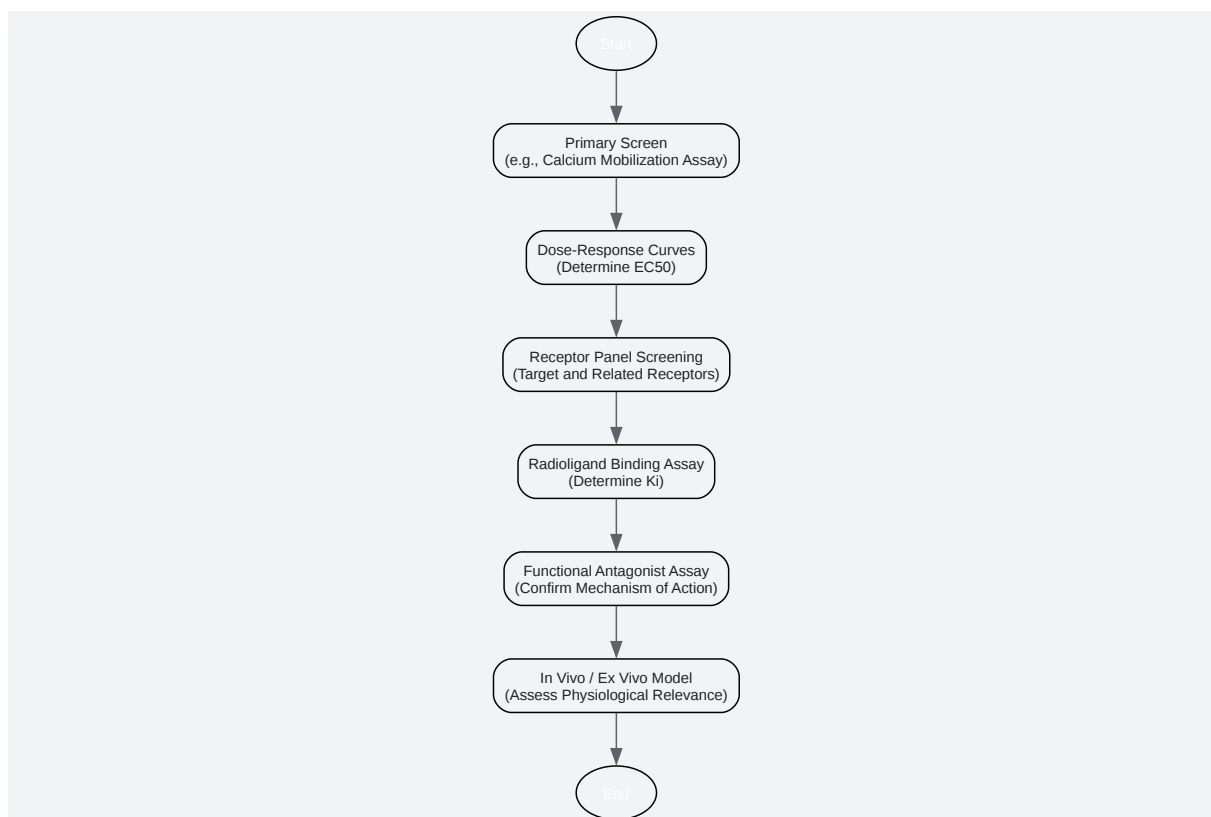 Start
Primary Screen
(e.g., Calcium Mobilization Assay)
Dose-Response Curves
(Determine EC50)
Receptor Panel Screening
(Target and Related Receptors)
Radioligand Binding Assay
(Determine Ki)
Functional Antagonist Assay
(Confirm Mechanism of Action)
In Vivo / Ex Vivo Model
(Assess Physiological Relevance)
End